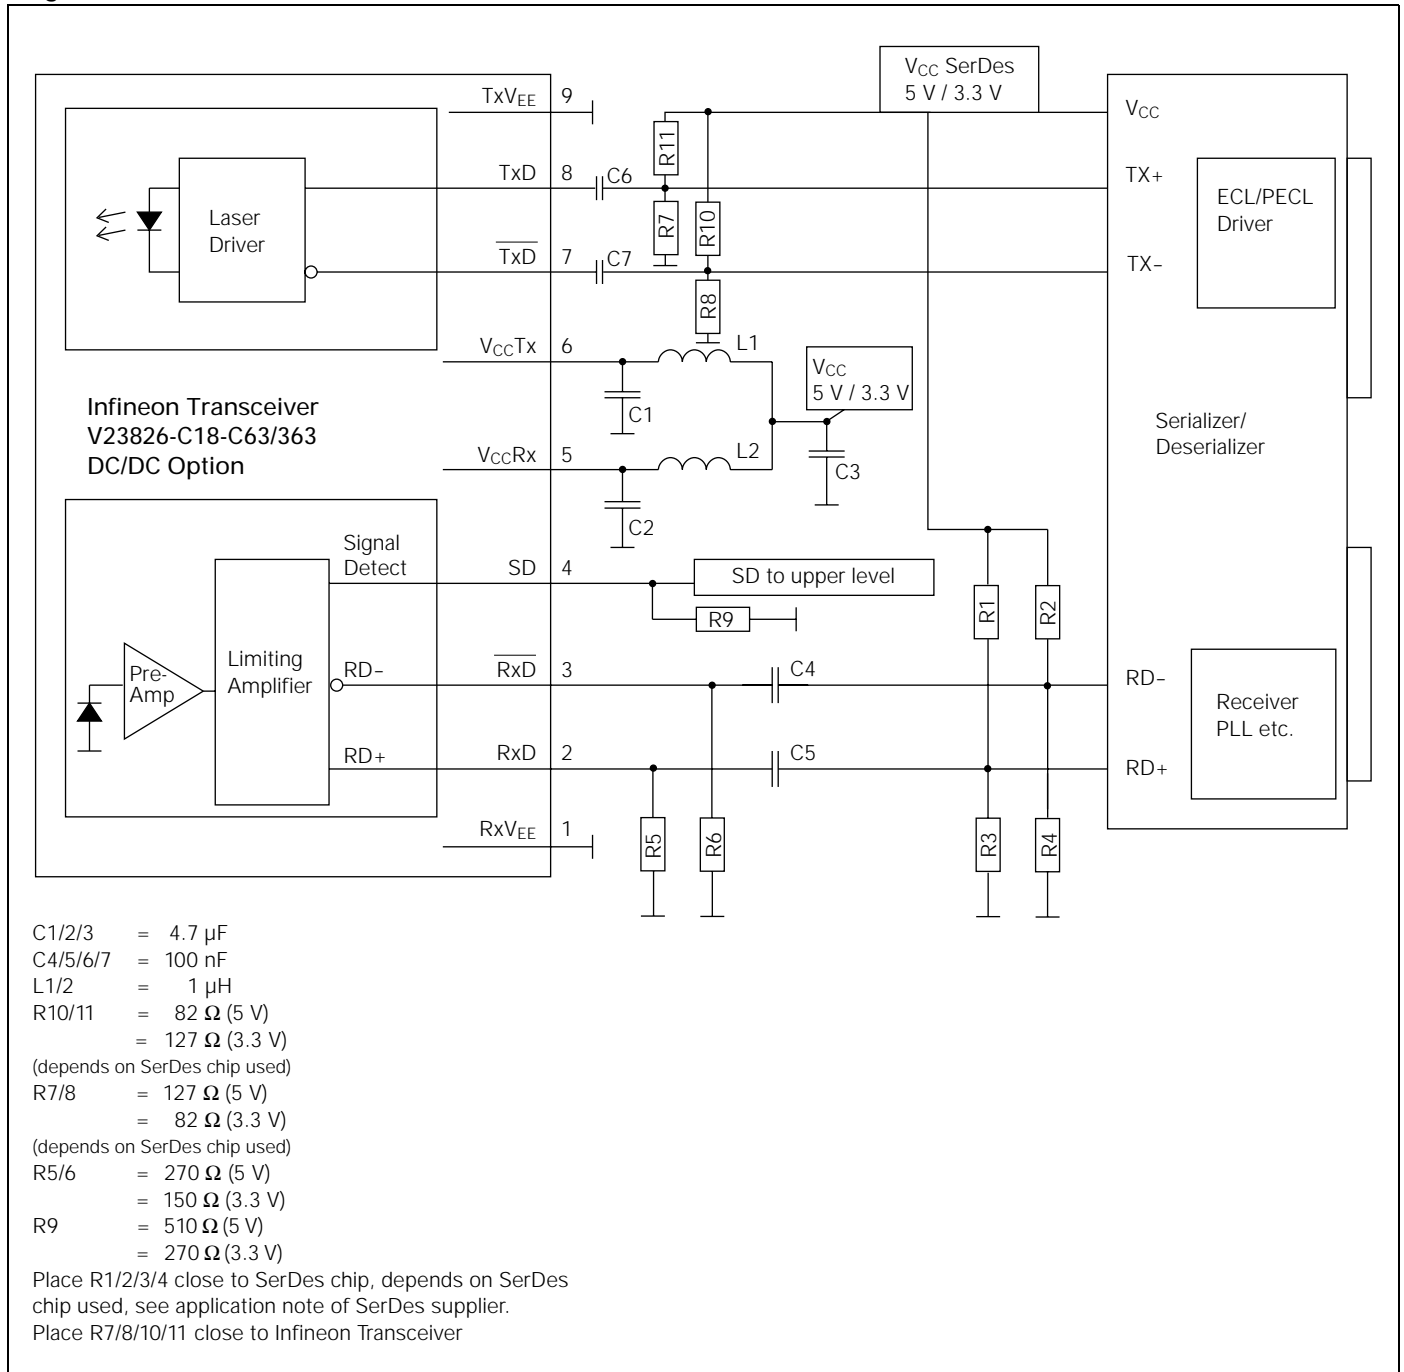 V_CC SerDes
5 V / 3.3 V
TxV_EE 9
V_CC
R11
TxD 8
C6
TX+
ECL/PECL
Driver
Laser
Driver
R7
R10
TxD 7
C7
TX−
R8
V_CCTx 6
L1
V_CC
5 V / 3.3 V
C1
Infineon Transceiver
V23826-C18-C63/363
DC/DC Option
Serializer/
Deserializer
V_CCRx 5
L2
C3
C2
Signal
Detect
SD 4
SD to upper level
R9
R1
R2
Pre-
Amp
Limiting
Amplifier
RD−
RxD 3
C4
RD−
Receiver
PLL etc.
RD+
RxD 2
C5
RD+
RxV_EE 1
R5
R6
R3
R4
C1/2/3 = 4.7 µF
C4/5/6/7 = 100 nF
L1/2 = 1 µH
R10/11 = 82 Ω (5 V)
= 127 Ω (3.3 V)
(depends on SerDes chip used)
R7/8 = 127 Ω (5 V)
= 82 Ω (3.3 V)
(depends on SerDes chip used)
R5/6 = 270 Ω (5 V)
= 150 Ω (3.3 V)
R9 = 510 Ω (5 V)
= 270 Ω (3.3 V)
Place R1/2/3/4 close to SerDes chip, depends on SerDes
chip used, see application note of SerDes supplier.
Place R7/8/10/11 close to Infineon Transceiver